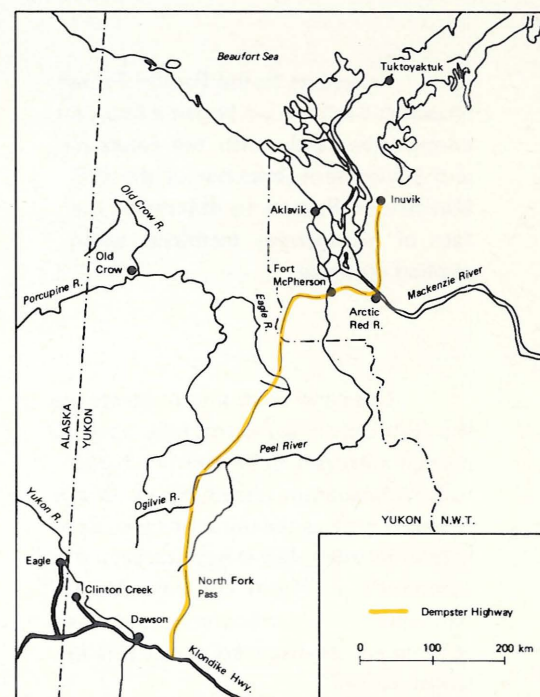 Beaufort Sea
Tuktoyaktuk
Old Crow R.
Inuvik
Aklavik
Old
Crow
Fort
McPherson
Mackenzie River
Porcupine R.
Eagle R.
Arctic
Red R.
ALASKA
YUKON
Peel River
Ogilvie R.
Yukon R.
YUKON
N.W.T.
Eagle
North Fork
Pass
Clinton Creek
Dempster Highway
Dawson
Klondike Hwy.
0 100 200 km